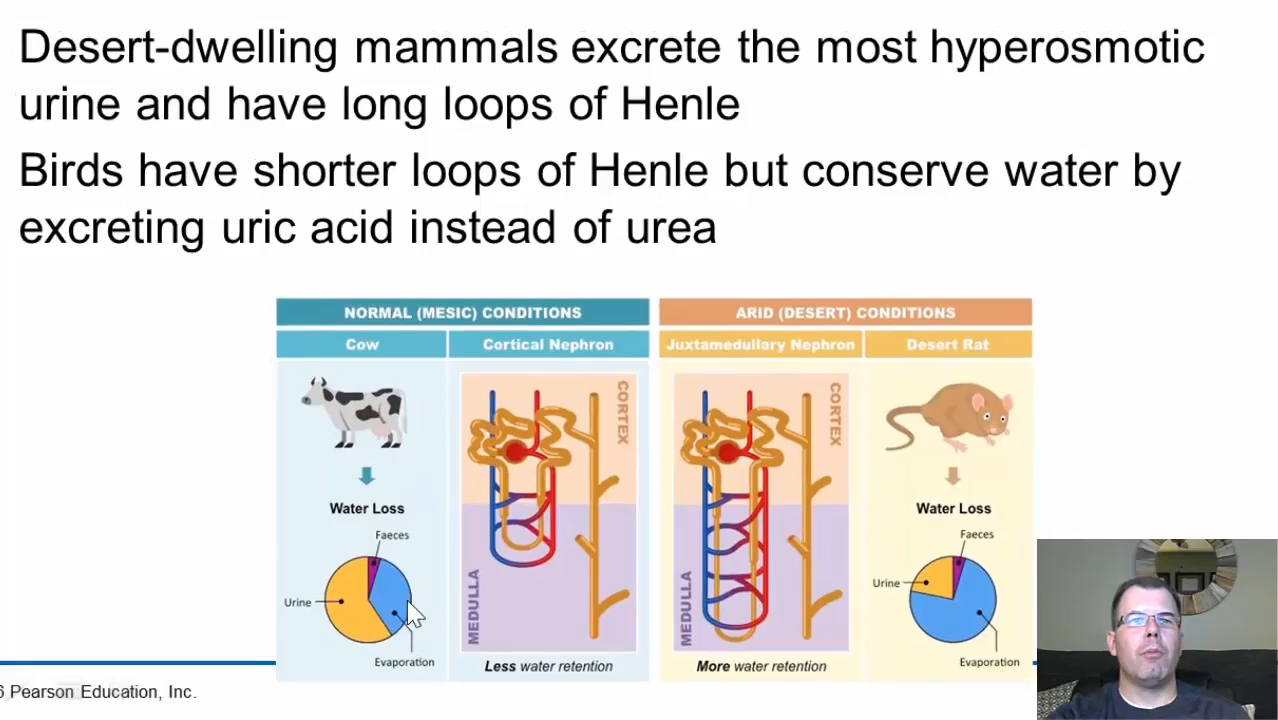 Desert-dwelling mammals excrete the most hyperosmotic
urine and have long loops of Henle
Birds have shorter loops of Henle but conserve water by
excreting uric acid instead of urea
NORMAL (MESIC) CONDITIONS
Cow
Cortical Nephron
Water Loss
Faeces
Urine
Evaporation
CORTEX
MEDULLA
Less water retention
ARID (DESERT) CONDITIONS
Juxtamedullary Nephron
Desert Rat
CORTEX
MEDULLA
More water retention
Water Loss
Faeces
Urine
Evaporation
6 Pearson Education, Inc.